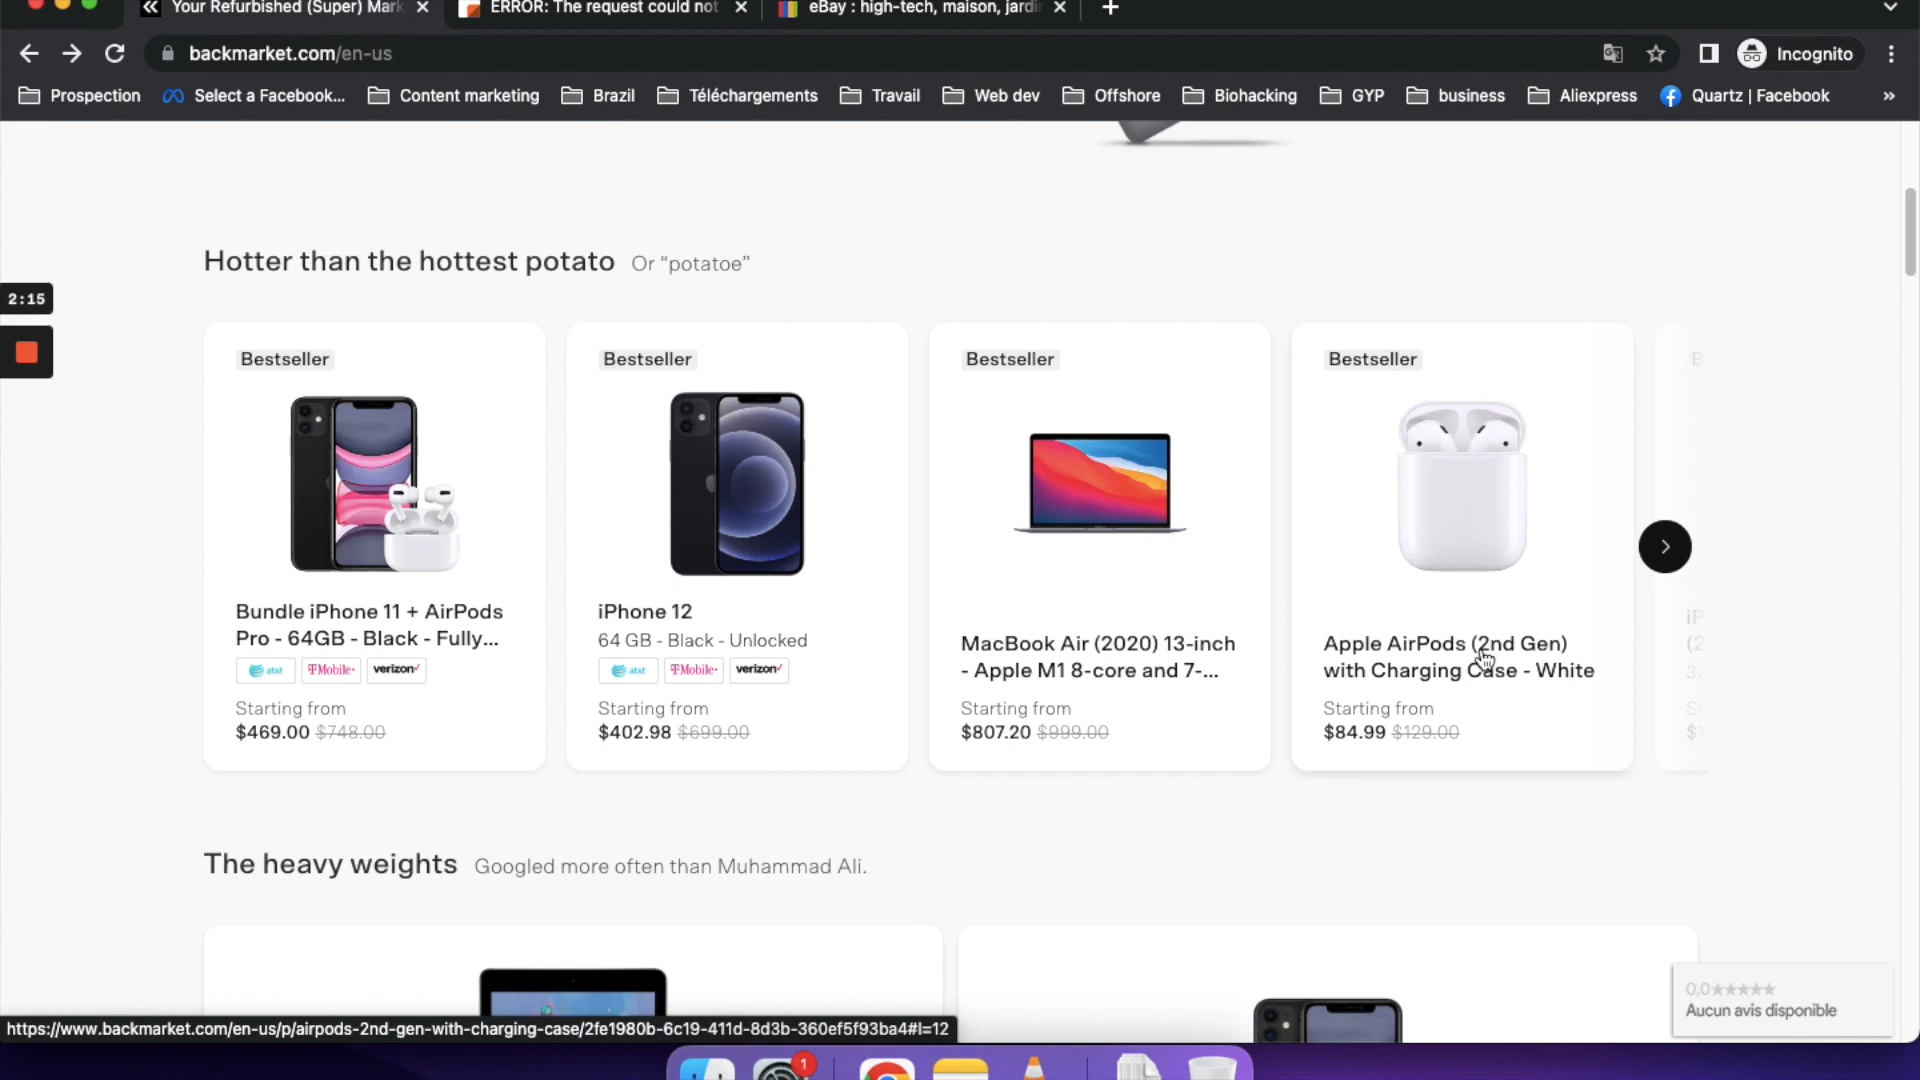 Your Refurbished (Super) Mark
ERROR: The request could not
eBay : high-tech, maison, jardi
backmarket.com/en-us
Incognito
Prospection
Select a Facebook...
Content marketing
Brazil
Téléchargements
Travail
Web dev
Offshore
Biohacking
GYP
business
Aliexpress
Quartz | Facebook
»
2:15
Hotter than the hottest potato Or “potatoe”
Bestseller
Bundle iPhone 11 + AirPods
Pro - 64GB - Black - Fully...
at&t T Mobile verizon✓
Starting from
$469.00 $748.00
Bestseller
iPhone 12
64 GB - Black - Unlocked
at&t T Mobile verizon✓
Starting from
$402.98 $699.00
Bestseller
MacBook Air (2020) 13-inch
- Apple M1 8-core and 7-...
Starting from
$807.20 $999.00
Bestseller
Apple AirPods (2nd Gen)
with Charging Case - White
Starting from
$84.99 $129.00
B
iP
(2
32
S
$1
The heavy weights Googled more often than Muhammad Ali.
0,0★★★★★
Aucun avis disponible
https://www.backmarket.com/en-us/p/airpods-2nd-gen-with-charging-case/2fe1980b-6c19-411d-8d3b-360ef5f93ba4#l=12
1